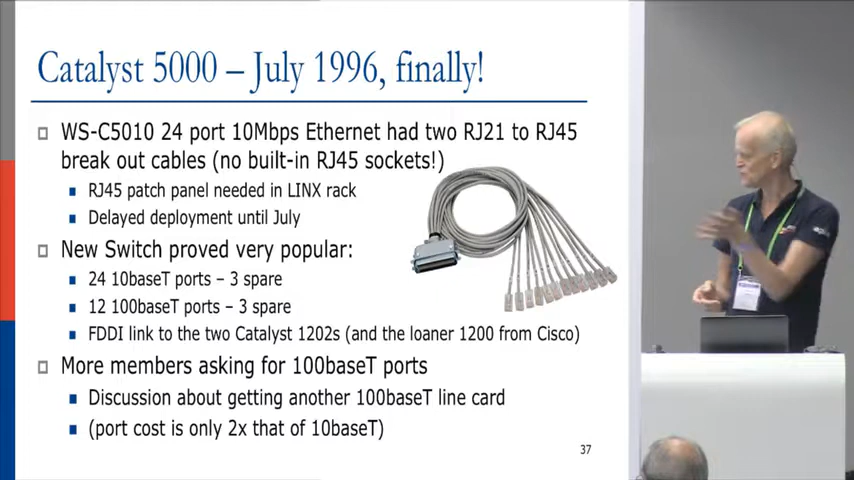 Catalyst 5000 – July 1996, finally!
WS-C5010 24 port 10Mbps Ethernet had two RJ21 to RJ45
break out cables (no built-in RJ45 sockets!)
RJ45 patch panel needed in LINX rack
Delayed deployment until July
New Switch proved very popular:
24 10baseT ports – 3 spare
12 100baseT ports – 3 spare
FDDI link to the two Catalyst 1202s (and the loaner 1200 from Cisco)
More members asking for 100baseT ports
Discussion about getting another 100baseT line card
(port cost is only 2x that of 10baseT)
37